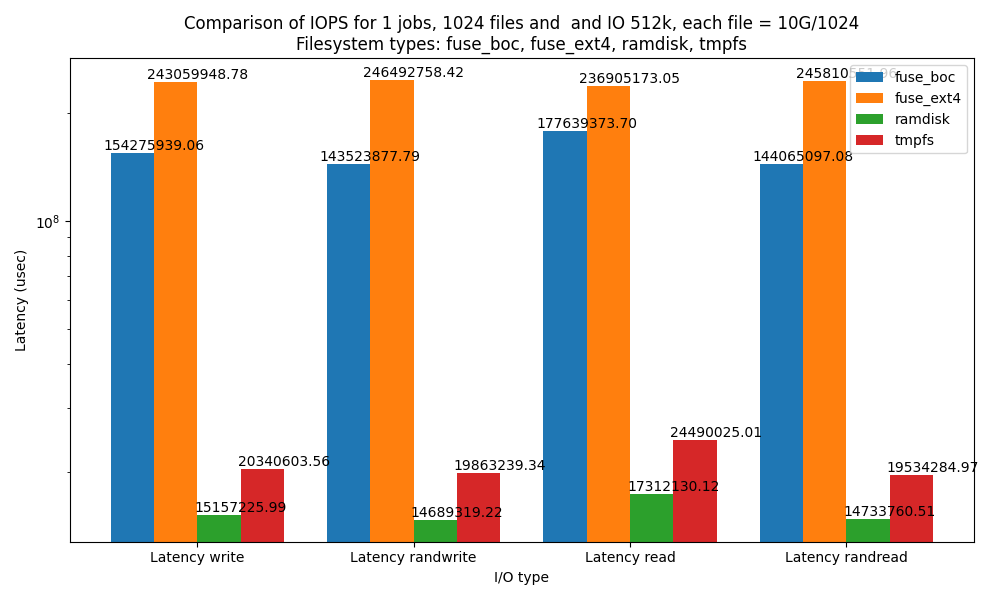 Comparison of IOPS for 1 jobs, 1024 files and  and IO 512k, each file = 10G/1024
Filesystem types: fuse_boc, fuse_ext4, ramdisk, tmpfs
243059948.78
246492758.42
236905173.05
245810551.06
154275939.06
143523877.79
177639373.70
144065097.08
fuse_boc
fuse_ext4
ramdisk
tmpfs
10^8
Latency (usec)
20340603.56
19863239.34
24490025.01
19534284.97
15157225.99
14689319.22
17312130.12
14733760.51
Latency write
Latency randwrite
Latency read
Latency randread
I/O type